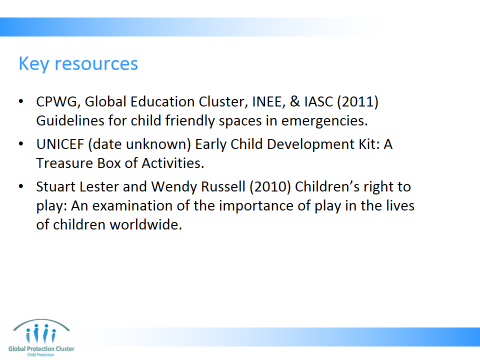 Key resources
• CPWG, Global Education Cluster, INEE, & IASC (2011)
Guidelines for child friendly spaces in emergencies.
• UNICEF (date unknown) Early Child Development Kit: A
Treasure Box of Activities.
• Stuart Lester and Wendy Russell (2010) Children’s right to
play: An examination of the importance of play in the lives
of children worldwide.
Global Protection Cluster
Child Protection